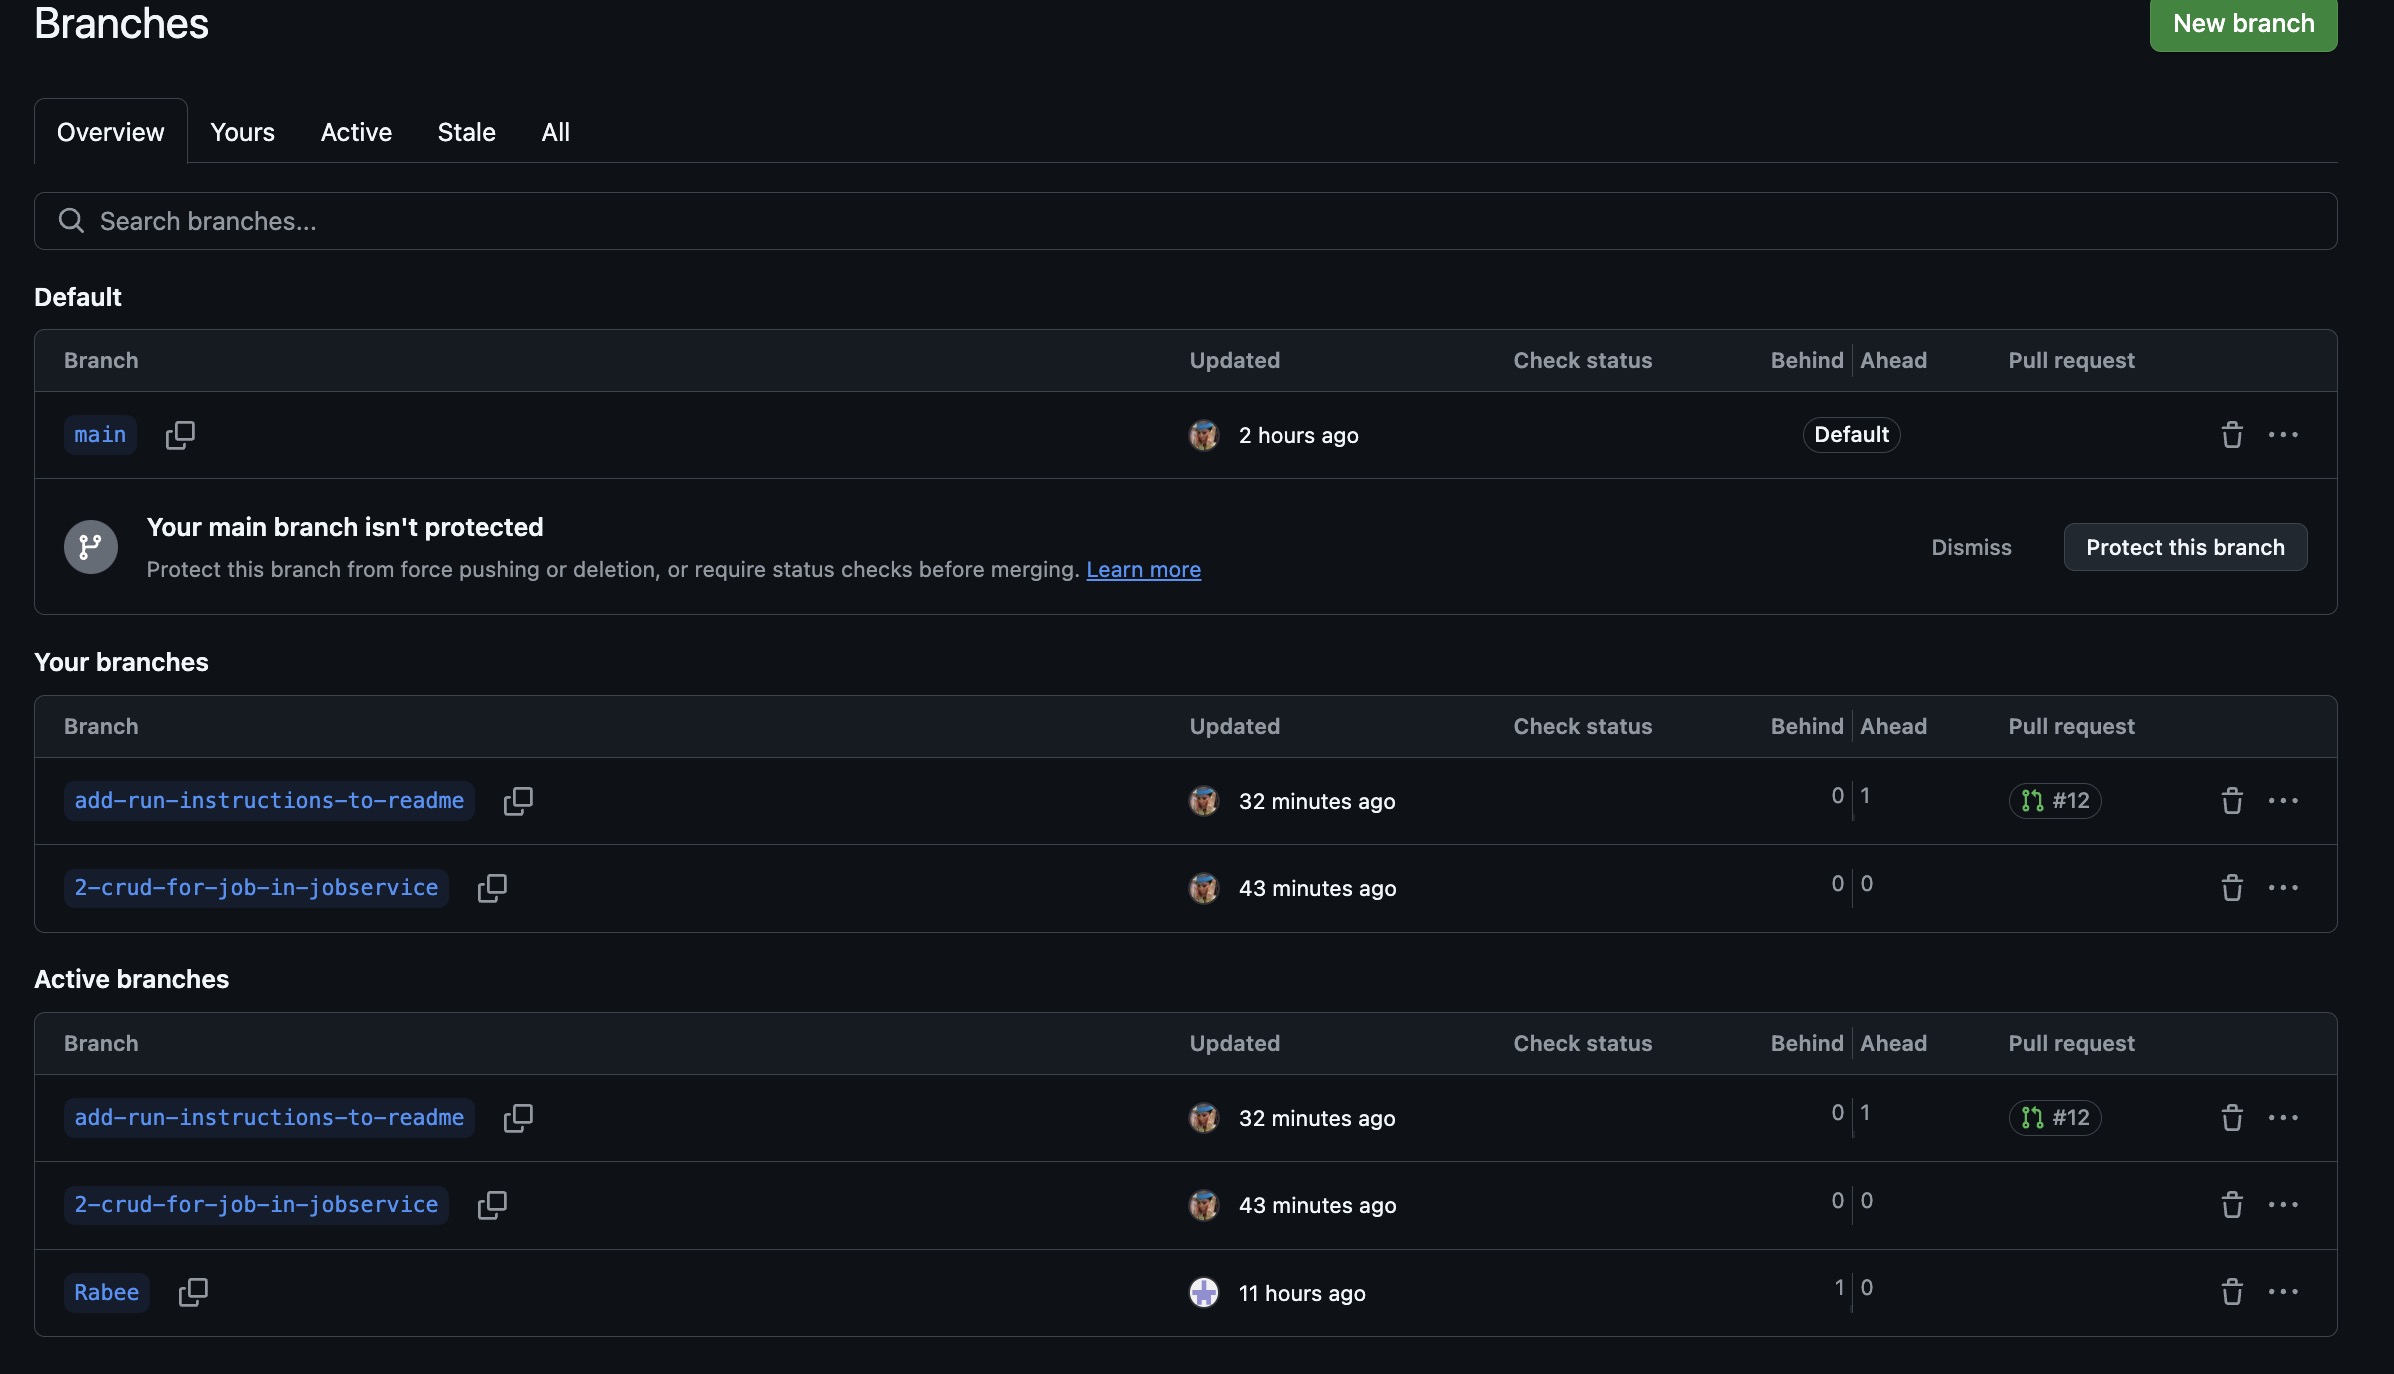 Branches
New branch
Overview Yours Active Stale All
Search branches...
Default
Branch Updated Check status Behind Ahead Pull request
main 2 hours ago Default
Your main branch isn't protected
Protect this branch from force pushing or deletion, or require status checks before merging. Learn more
Dismiss Protect this branch
Your branches
Branch Updated Check status Behind Ahead Pull request
add-run-instructions-to-readme 32 minutes ago 0 1 #12
2-crud-for-job-in-jobservice 43 minutes ago 0 0
Active branches
Branch Updated Check status Behind Ahead Pull request
add-run-instructions-to-readme 32 minutes ago 0 1 #12
2-crud-for-job-in-jobservice 43 minutes ago 0 0
Rabee 11 hours ago 1 0